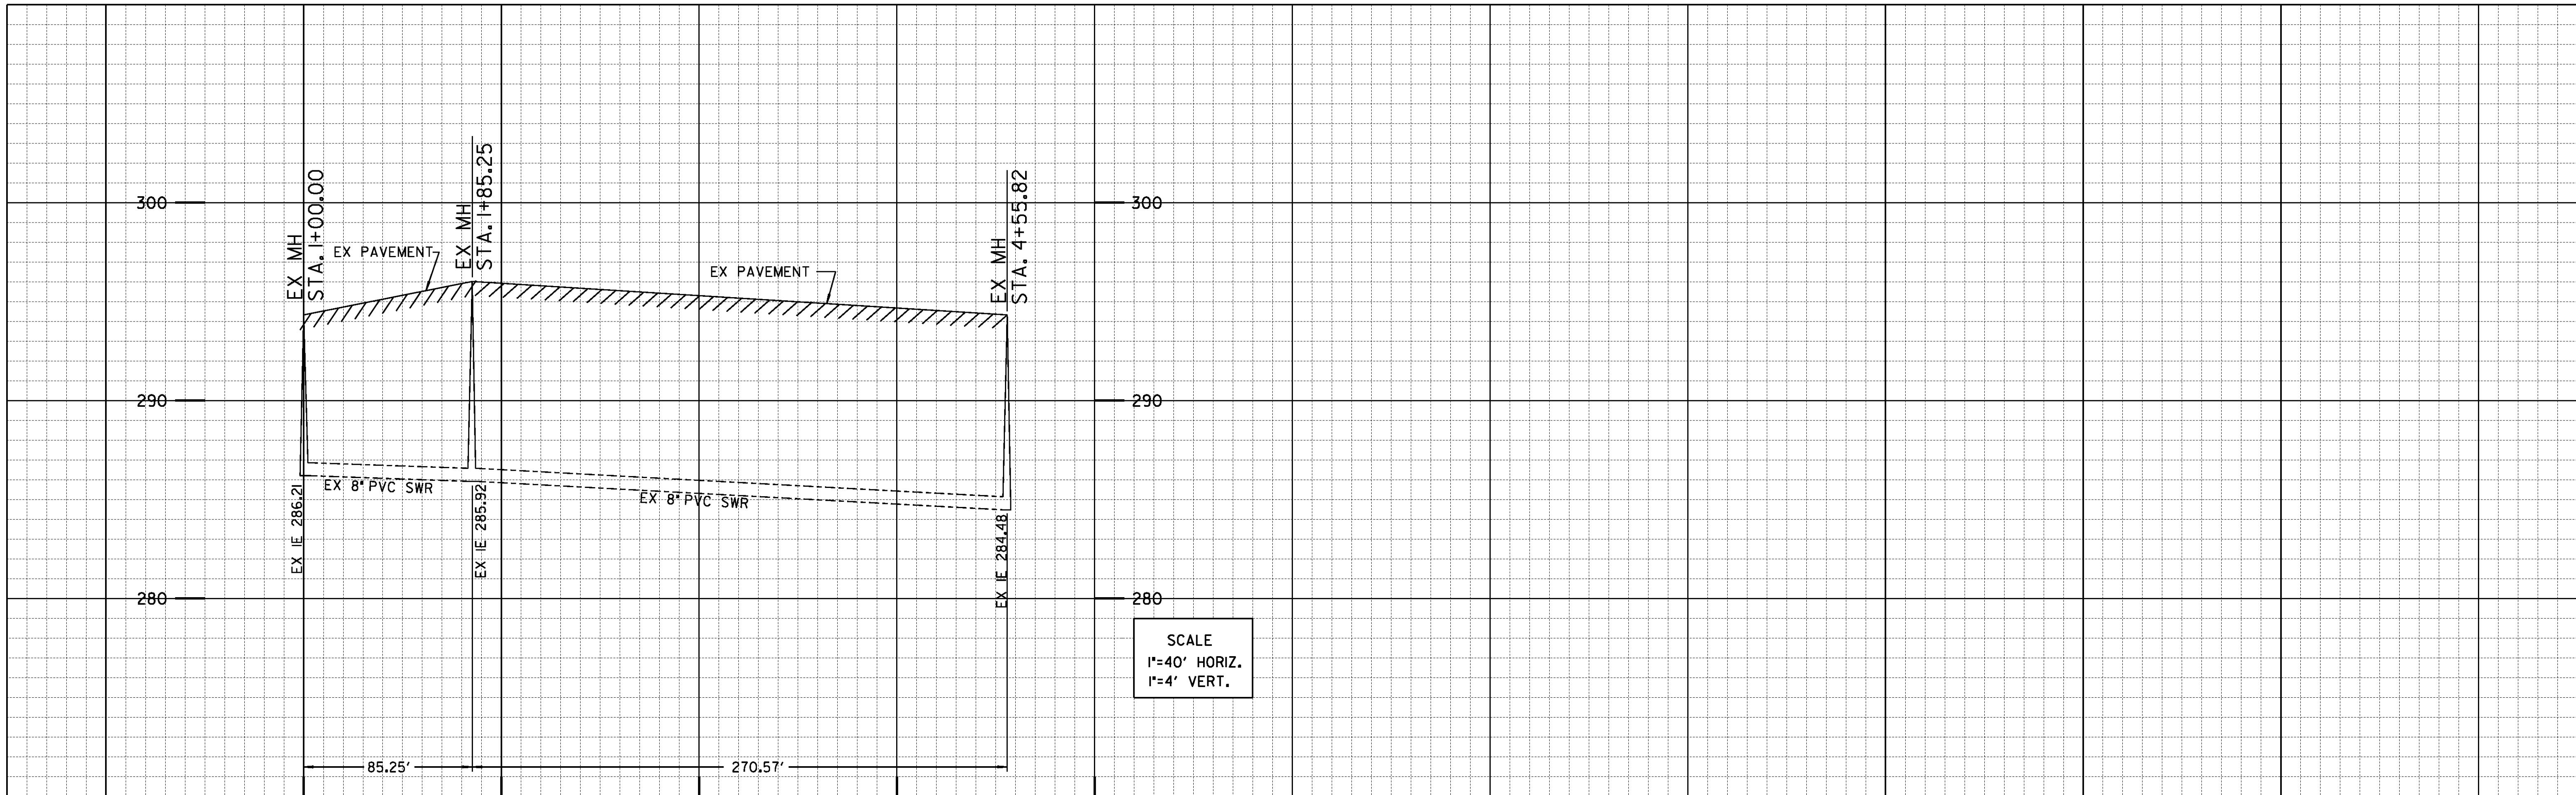 EX MH
STA. 1+00.00
EX MH
STA. 1+85.25
EX MH
STA. 4+55.82
300
300
EX PAVEMENT
EX PAVEMENT
290
290
EX 8" PVC SWR
EX 8" PVC SWR
EX IE 286.21
EX IE 285.92
EX IE 284.48
280
280
SCALE
1"=40' HORIZ.
1"=4' VERT.
85.25'
270.57'